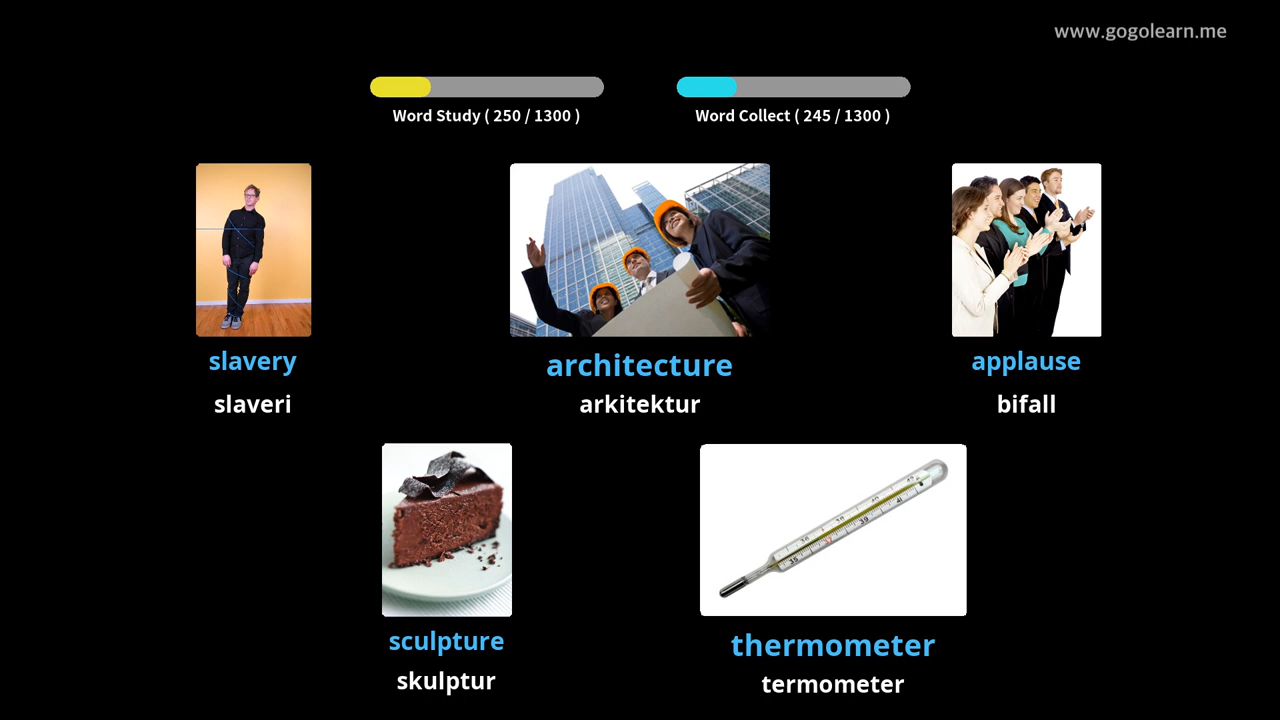 www.gogolearn.me
Word Study ( 250 / 1300 )
Word Collect ( 245 / 1300 )
slavery
slaveri
architecture
arkitektur
applause
bifall
sculpture
skulptur
thermometer
termometer